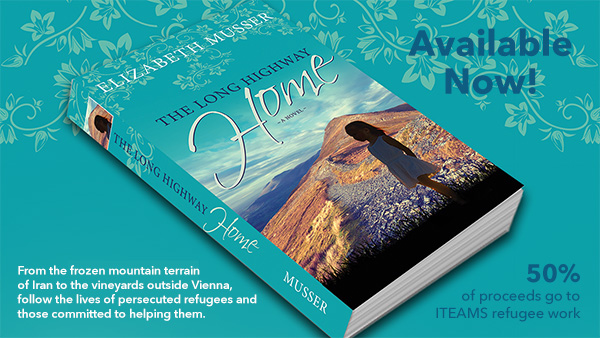 Available
Now!
ELIZABETH MUSSER
THE LONG HIGHWAY
Home
- A NOVEL -
THE LONG HIGHWAY
Home
MUSSER
From the frozen mountain terrain
of Iran to the vineyards outside Vienna,
follow the lives of persecuted refugees and
those committed to helping them.
50%
of proceeds go to
ITEAMS refugee work